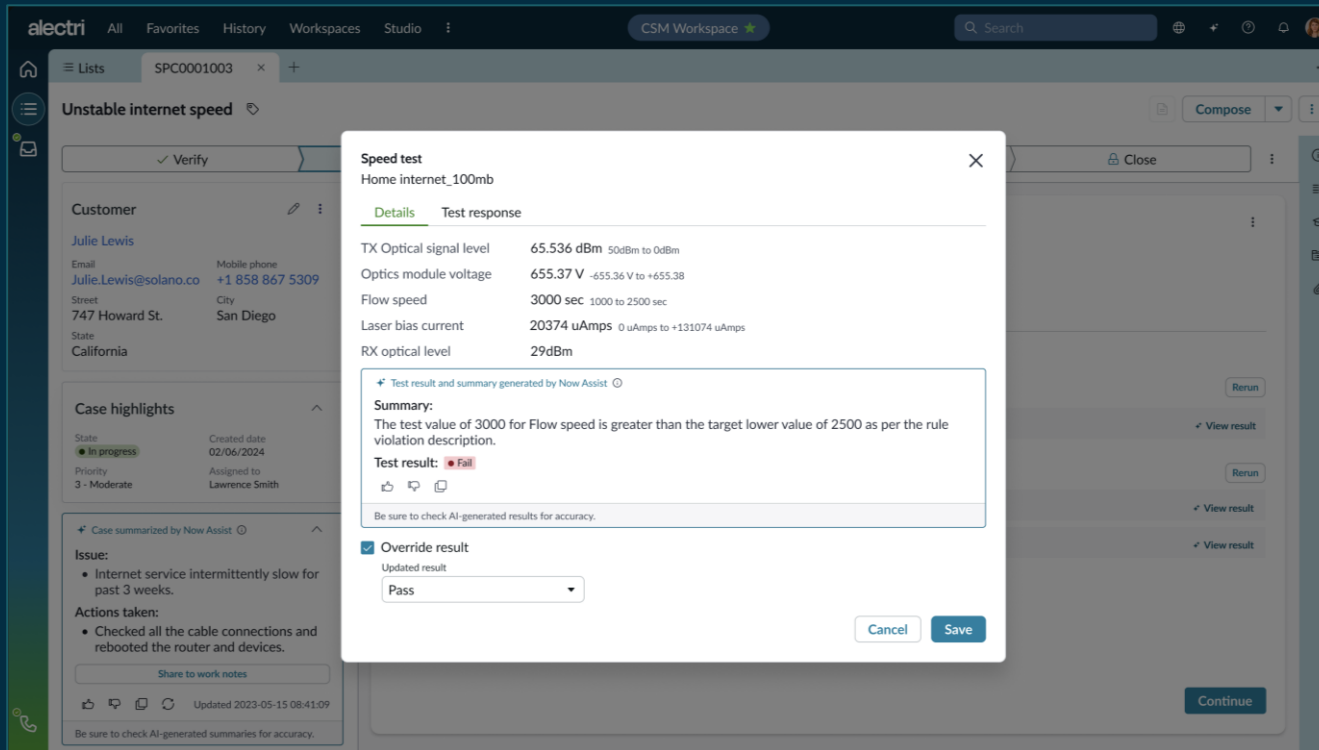 alectri All Favorites History Workspaces Studio CSM Workspace Search
Lists SPC0001003
Unstable internet speed Compose
Verify Close
Customer
Julie Lewis
Email Mobile phone
Julie.Lewis@solano.co +1 858 867 5309
Street City
747 Howard St. San Diego
State
California
Case highlights
State Created date
In progress 02/06/2024
Priority Assigned to
3 - Moderate Lawrence Smith
Case summarized by Now Assist
Issue:
• Internet service intermittently slow for
past 3 weeks.
Actions taken:
• Checked all the cable connections and
rebooted the router and devices.
Share to work notes
Updated 2023-05-15 08:41:09
Be sure to check AI-generated summaries for accuracy.
Speed test
Home internet_100mb
Details Test response
TX Optical signal level 65.536 dBm 50dBm to 0dBm
Optics module voltage 655.37 V -655.36 V to +655.38
Flow speed 3000 sec 1000 to 2500 sec
Laser bias current 20374 uAmps 0 uAmps to +131074 uAmps
RX optical level 29dBm
Test result and summary generated by Now Assist
Summary:
The test value of 3000 for Flow speed is greater than the target lower value of 2500 as per the rule
violation description.
Test result: Fail
Be sure to check AI-generated results for accuracy.
Override result
Updated result
Pass
Cancel Save
Rerun
View result
Rerun
View result
View result
Continue